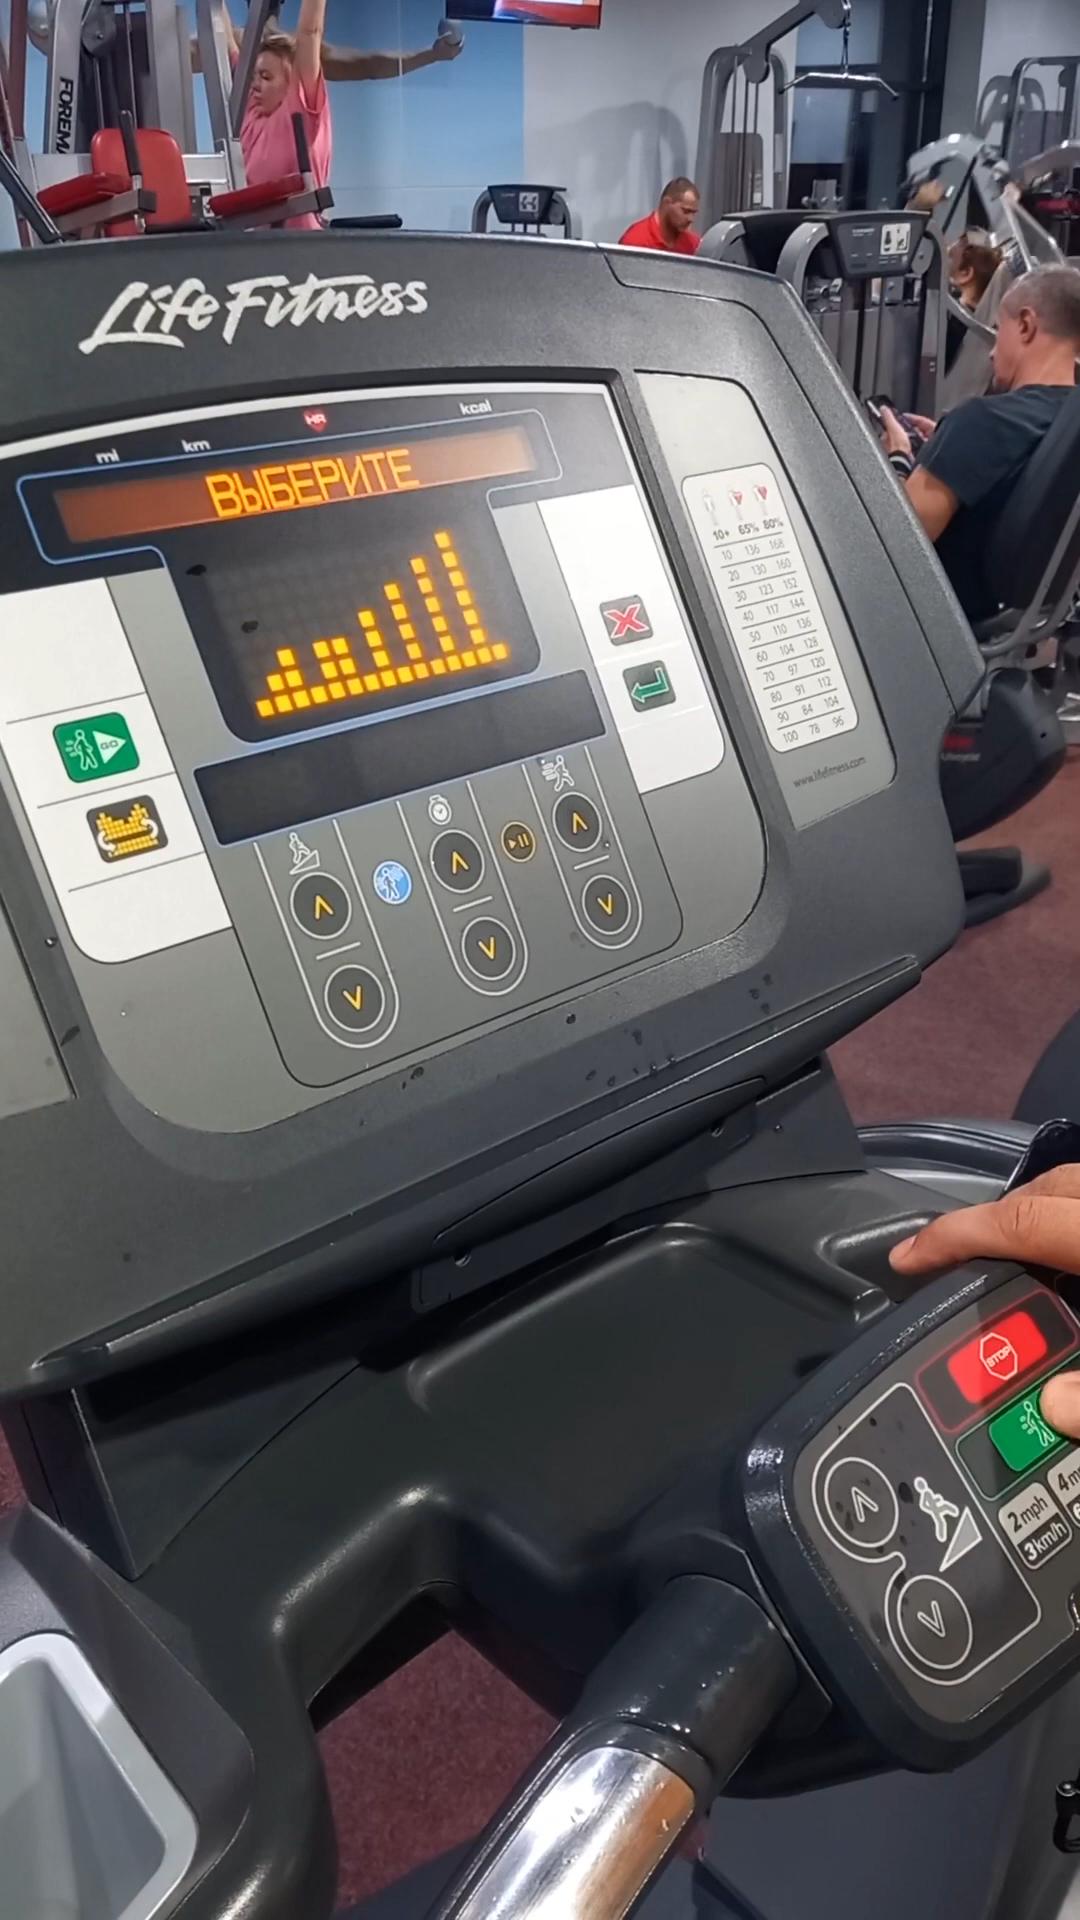 FOREM
Life Fitness
mi km HR kcal
ВЫБЕРИТЕ
GO
10+ 65% 80%
10 136 168
20 130 160
30 123 152
40 117 144
50 110 136
60 104 128
70 97 120
80 91 112
90 84 104
100 78 96
www.lifefitness.com
STOP
2 mph
3 km/h
4 m